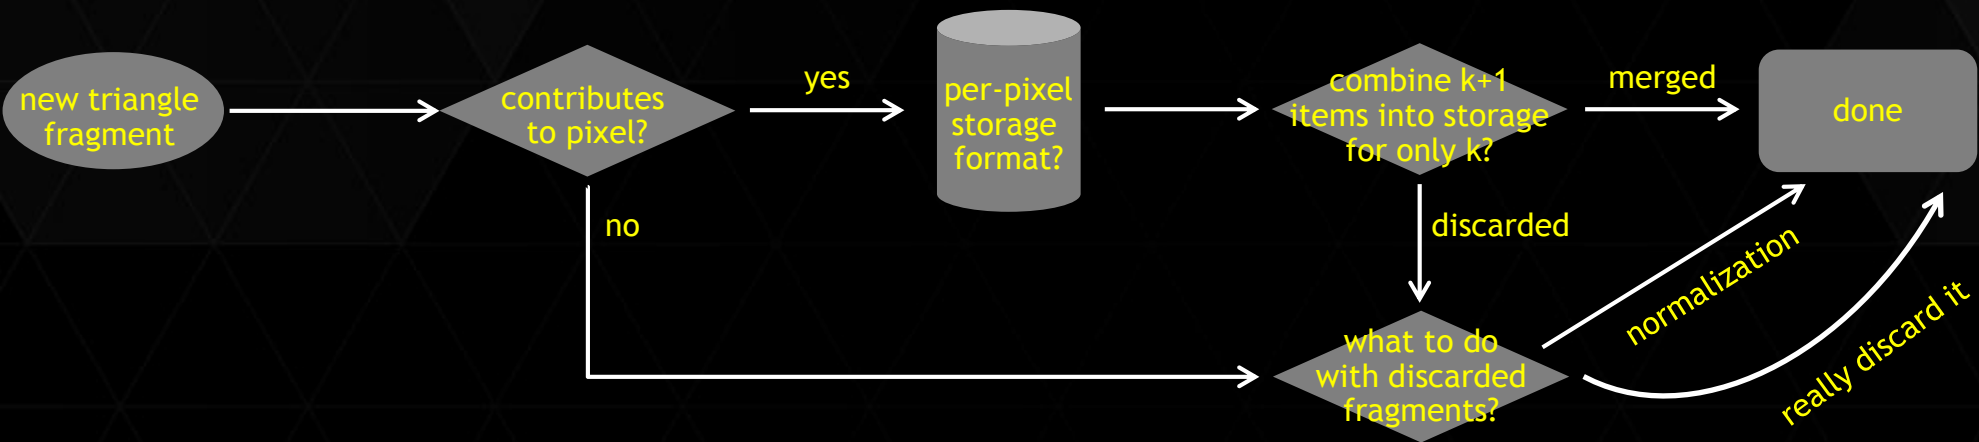 new triangle
fragment
contributes
to pixel?
yes
no
per-pixel
storage
format?
combine k+1
items into storage
for only k?
merged
discarded
done
what to do
with discarded
fragments?
normalization
really discard it